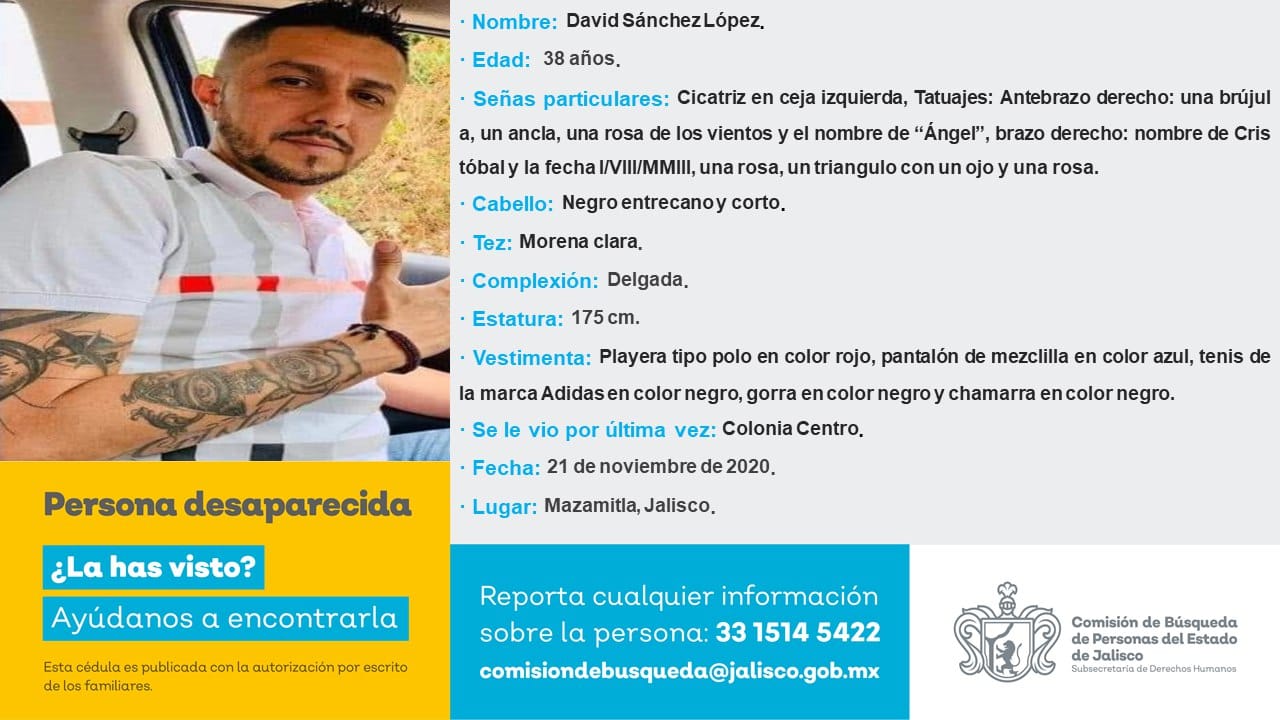 · Nombre: David Sánchez López.
· Edad: 38 años.
· Señas particulares: Cicatriz en ceja izquierda, Tatuajes: Antebrazo derecho: una brújul
a, un ancla, una rosa de los vientos y el nombre de “Ángel”, brazo derecho: nombre de Cris
tóbal y la fecha I/VIII/MMIII, una rosa, un triangulo con un ojo y una rosa.
· Cabello: Negro entrecano y corto.
· Tez: Morena clara.
· Complexión: Delgada.
· Estatura: 175 cm.
· Vestimenta: Playera tipo polo en color rojo, pantalón de mezclilla en color azul, tenis de
la marca Adidas en color negro, gorra en color negro y chamarra en color negro.
· Se le vio por última vez: Colonia Centro.
· Fecha: 21 de noviembre de 2020.
· Lugar: Mazamitla, Jalisco.
Persona desaparecida
¿La has visto?
Ayúdanos a encontrarla
Esta cédula es publicada con la autorización por escrito
de los familiares.
Reporta cualquier información
sobre la persona: 33 1514 5422
comisiondebusqueda@jalisco.gob.mx
Comisión de Búsqueda
de Personas del Estado
de Jalisco
Subsecretaría de Derechos Humanos